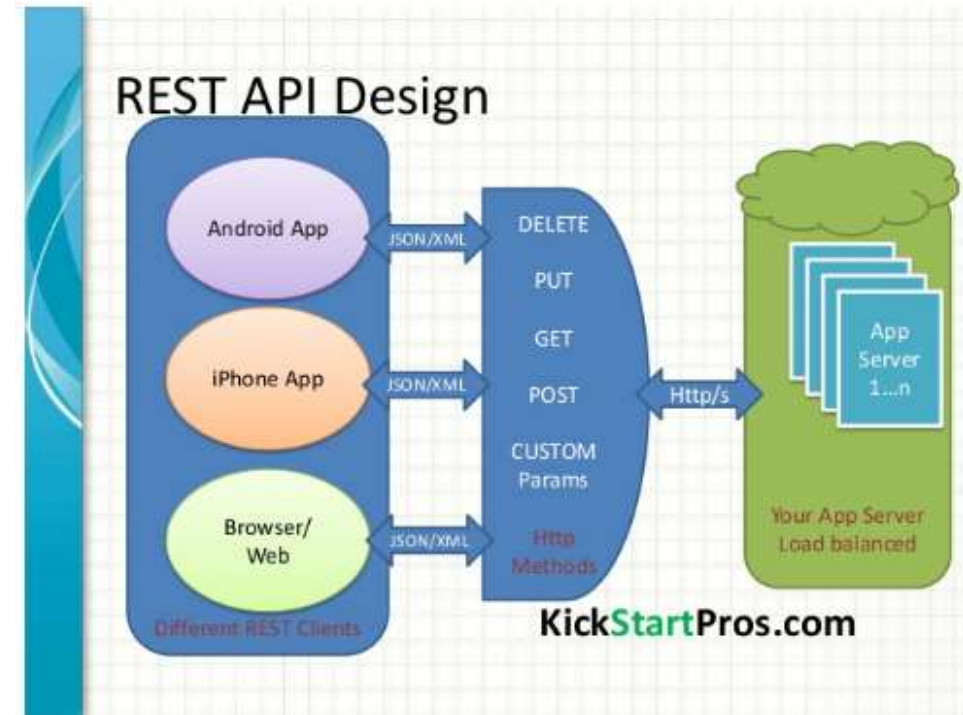 REST API Design
Android App
JSON/XML
iPhone App
JSON/XML
Browser/
Web
JSON/XML
Different REST Clients
DELETE
PUT
GET
POST
CUSTOM
Params
Http
Methods
Http/s
App
Server
1...n
Your App Server
Load balanced
KickStartPros.com